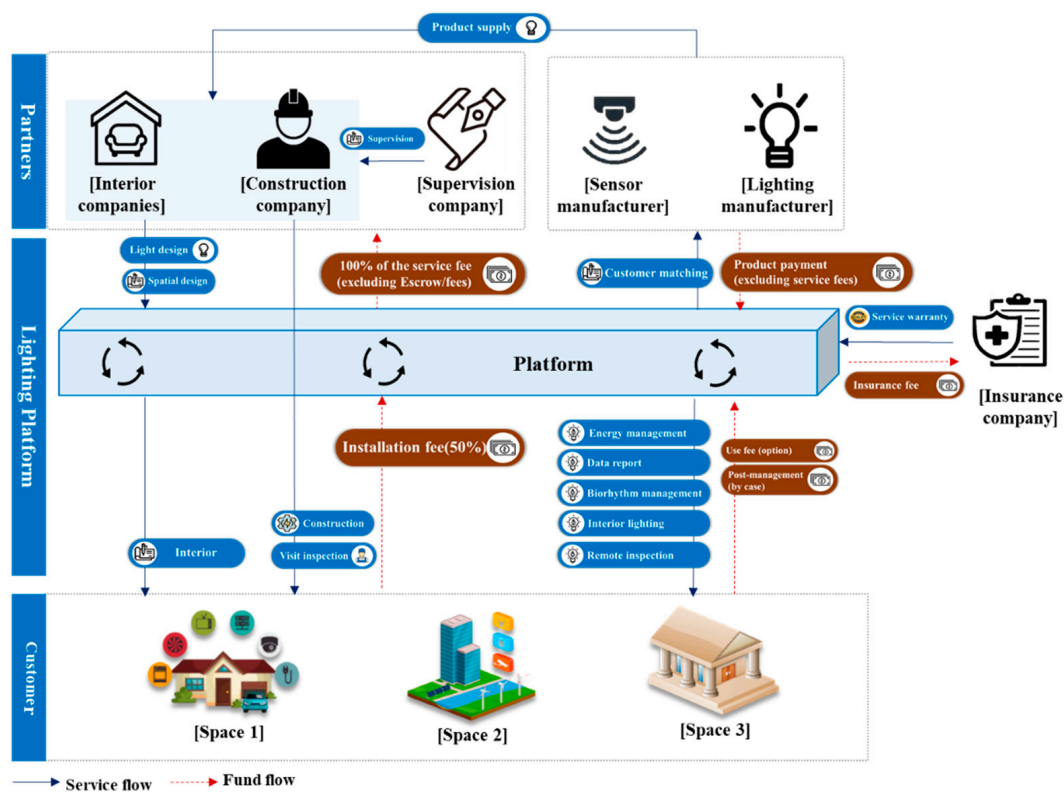 Product supply
Partners
Supervision
[Interior
companies]
[Construction
company]
[Supervision
company]
[Sensor
manufacturer]
[Lighting
manufacturer]
Lighting Platform
Light design
Spatial design
100% of the service fee
(excluding Escrow/fees)
Customer matching
Product payment
(excluding service fees)
Service warranty
Platform
Insurance fee
[Insurance
company]
Installation fee(50%)
Energy management
Data report
Biorhythm management
Interior lighting
Remote inspection
Use fee (option)
Post-management
(by case)
Construction
Visit inspection
Interior
Customer
[Space 1]
[Space 2]
[Space 3]
Service flow
Fund flow